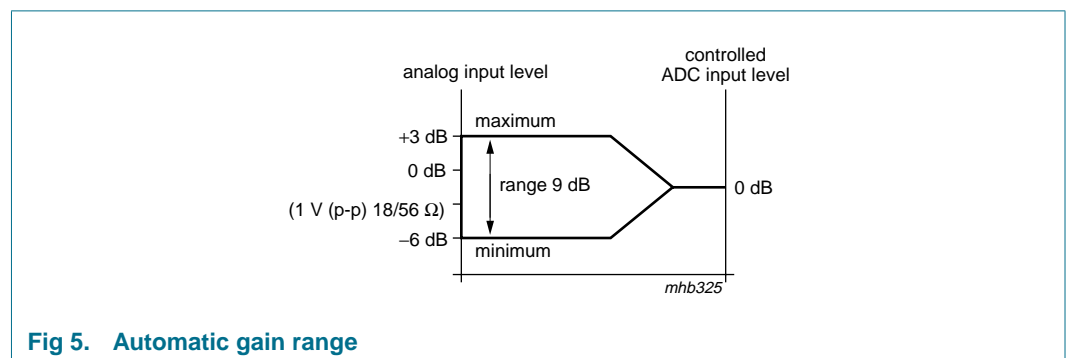 analog input level
controlled
ADC input level
+3 dB
maximum
0 dB
range 9 dB
0 dB
(1 V (p-p) 18/56 Ω)
−6 dB
minimum
mhb325
Fig 5. Automatic gain range